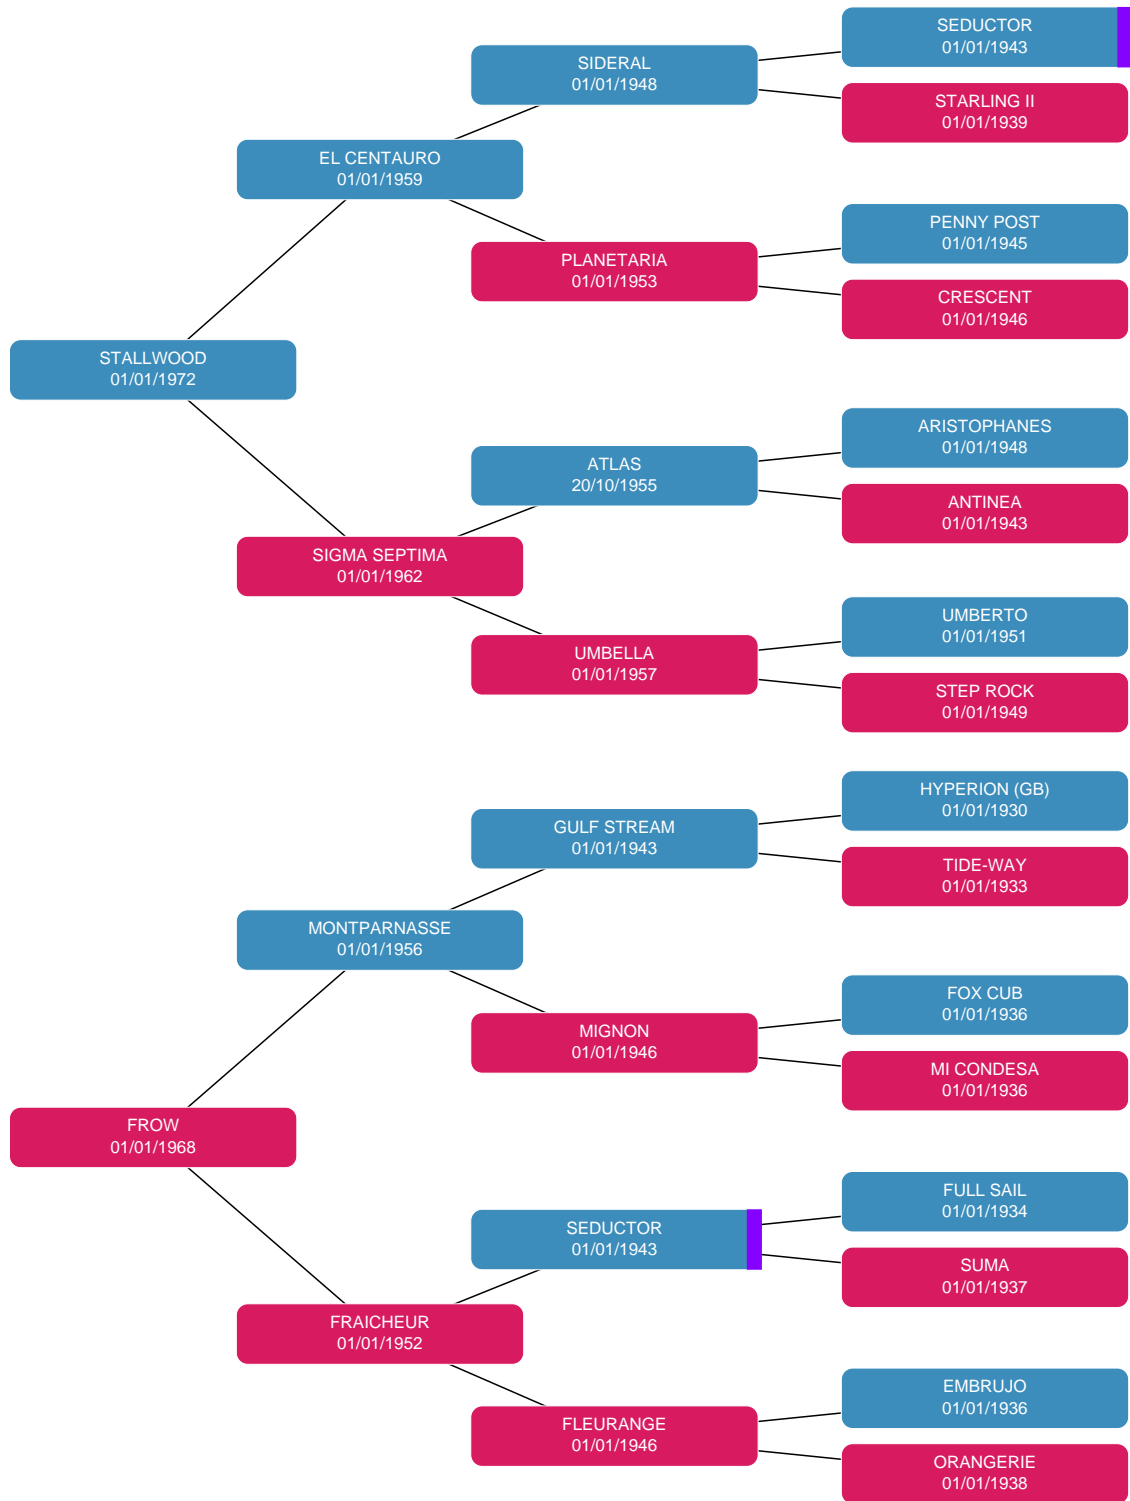 SEDUCTOR
01/01/1943
SIDERAL
01/01/1948
STARLING II
01/01/1939
EL CENTAURO
01/01/1959
PENNY POST
01/01/1945
PLANETARIA
01/01/1953
CRESCENT
01/01/1946
STALLWOOD
01/01/1972
ARISTOPHANES
01/01/1948
ATLAS
20/10/1955
ANTINEA
01/01/1943
SIGMA SEPTIMA
01/01/1962
UMBERTO
01/01/1951
UMBELLA
01/01/1957
STEP ROCK
01/01/1949
HYPERION (GB)
01/01/1930
GULF STREAM
01/01/1943
TIDE-WAY
01/01/1933
MONTPARNASSE
01/01/1956
FOX CUB
01/01/1936
MIGNON
01/01/1946
MI CONDESA
01/01/1936
FROW
01/01/1968
FULL SAIL
01/01/1934
SEDUCTOR
01/01/1943
SUMA
01/01/1937
FRAICHEUR
01/01/1952
EMBRUJO
01/01/1936
FLEURANGE
01/01/1946
ORANGERIE
01/01/1938